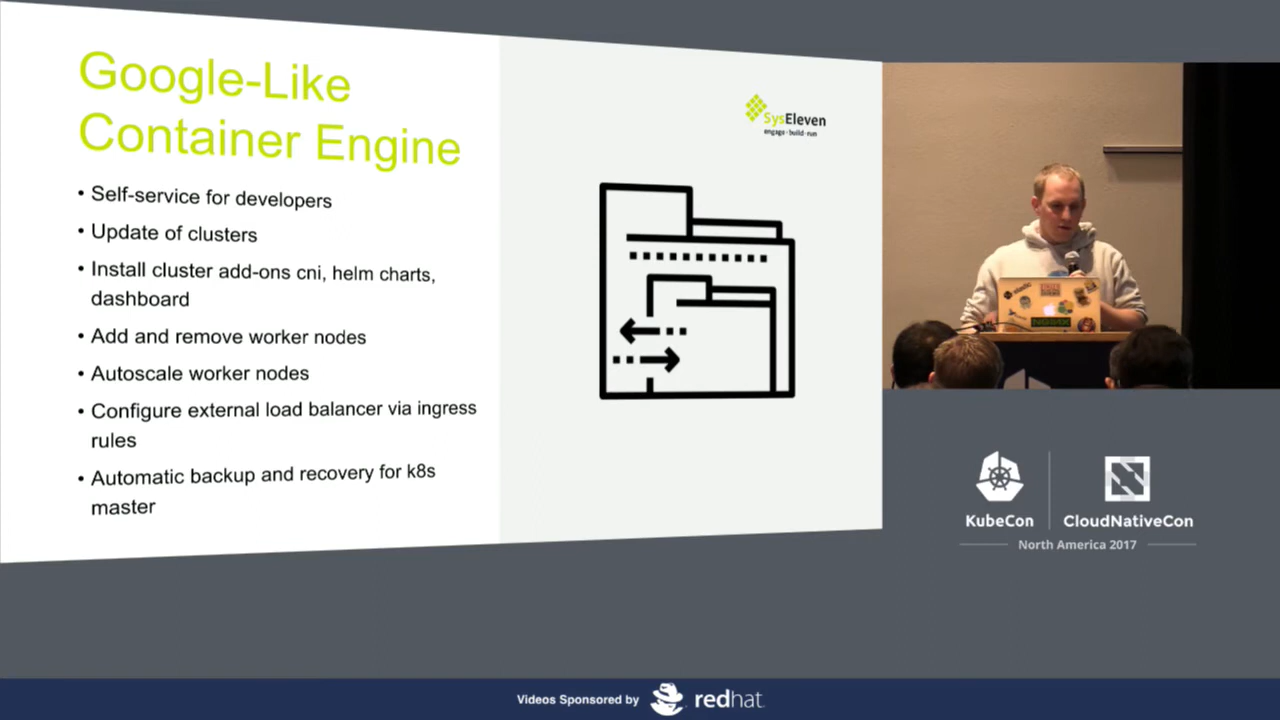 Google-Like
Container Engine
• Self-service for developers
• Update of clusters
• Install cluster add-ons cni, helm charts,
dashboard
• Add and remove worker nodes
• Autoscale worker nodes
• Configure external load balancer via ingress
rules
• Automatic backup and recovery for k8s
master
SysEleven
engage·build·run
KubeCon
CloudNativeCon
North America 2017
Videos Sponsored by
redhat.